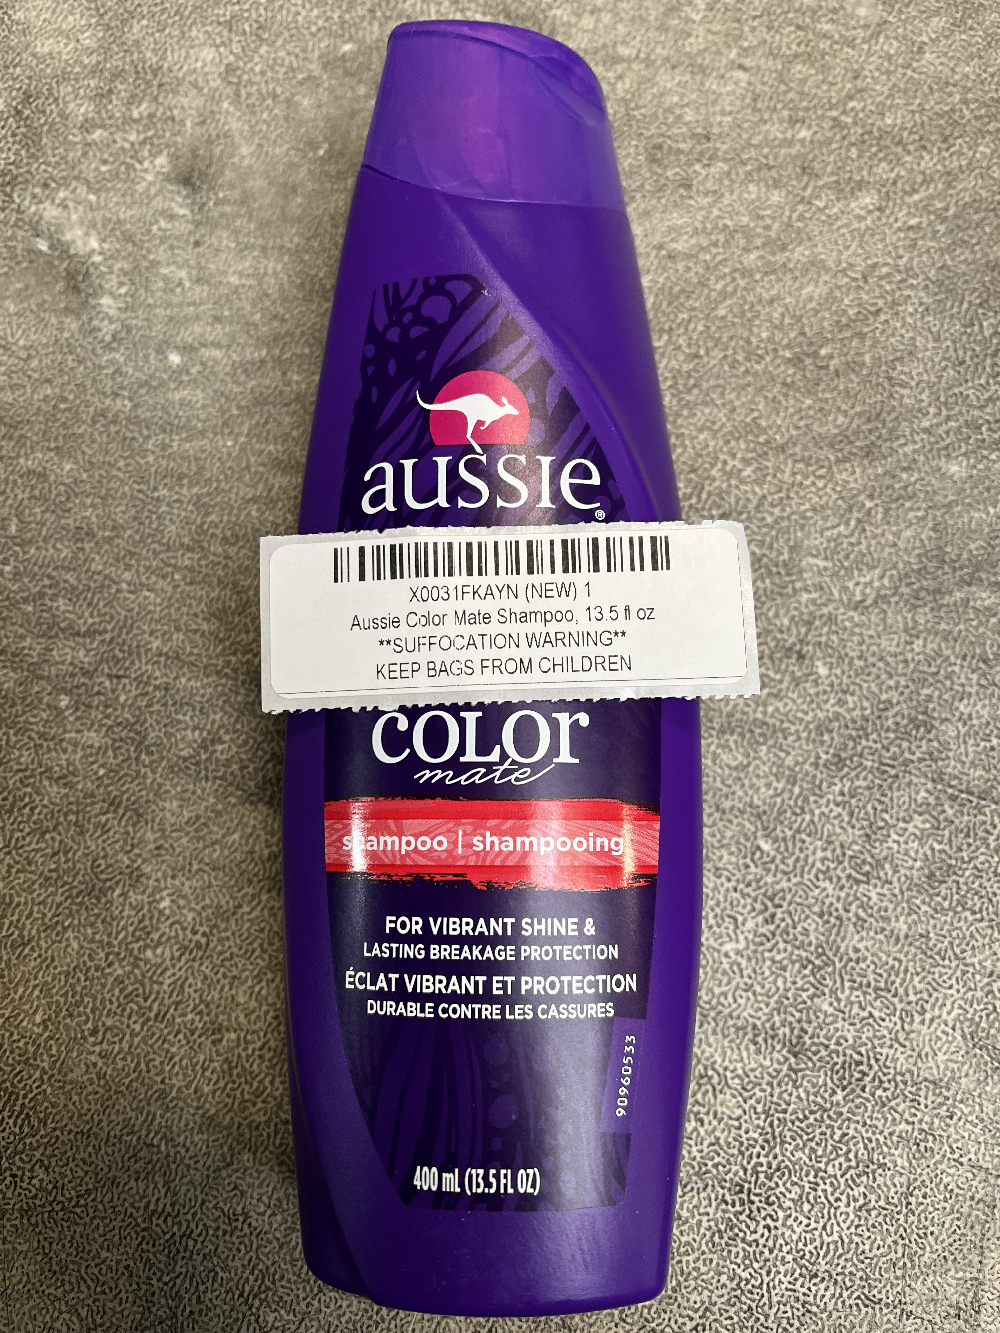 aussie®
X0031FKAYN (NEW) 1
Aussie Color Mate Shampoo, 13.5 fl oz
**SUFFOCATION WARNING**
KEEP BAGS FROM CHILDREN
COLOr
mate
shampoo | shampooing
FOR VIBRANT SHINE &
LASTING BREAKAGE PROTECTION
ÉCLAT VIBRANT ET PROTECTION
DURABLE CONTRE LES CASSURES
90960533
400 mL (13.5 FL OZ)